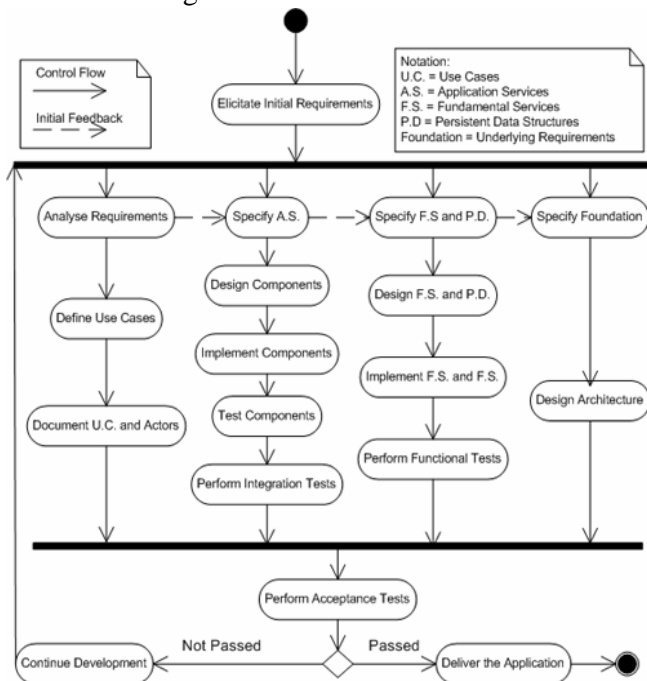 Control Flow
Initial Feedback
Elicitate Initial Requirements
Notation:
U.C. = Use Cases
A.S. = Application Services
F.S. = Fundamental Services
P.D = Persistent Data Structures
Foundation = Underlying Requirements
Analyse Requirements
Specify A.S.
Specify F.S and P.D.
Specify Foundation
Design Components
Design F.S. and P.D.
Define Use Cases
Implement Components
Implement F.S. and F.S.
Design Architecture
Document U.C. and Actors
Test Components
Perform Functional Tests
Perform Integration Tests
Perform Acceptance Tests
Not Passed
Passed
Continue Development
Deliver the Application